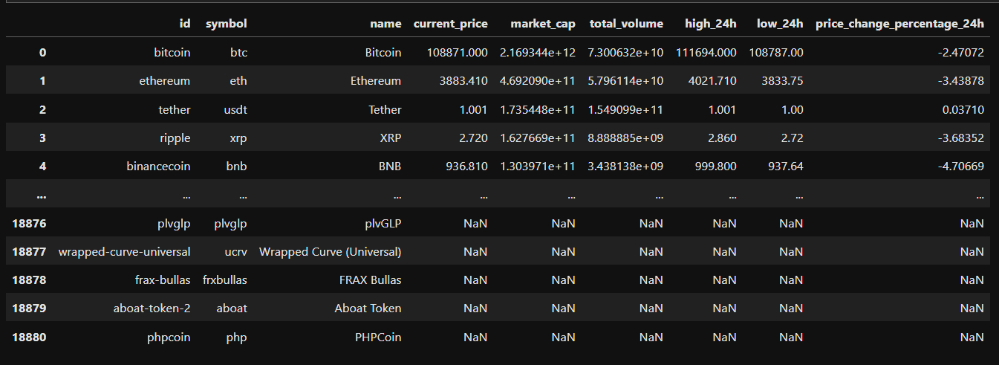 id symbol name current_price market_cap total_volume high_24h low_24h price_change_percentage_24h
0 bitcoin btc Bitcoin 108871.000 2.169344e+12 7.300632e+10 111694.000 108787.00 -2.47072
1 ethereum eth Ethereum 3883.410 4.692090e+11 5.796114e+10 4021.710 3833.75 -3.43878
2 tether usdt Tether 1.001 1.735448e+11 1.549099e+11 1.001 1.00 0.03710
3 ripple xrp XRP 2.720 1.627669e+11 8.888885e+09 2.860 2.72 -3.68352
4 binancecoin bnb BNB 936.810 1.303971e+11 3.438138e+09 999.800 937.64 -4.70669
... ... ... ... ... ... ... ... ... ...
18876 plvglp plvglp plvGLP NaN NaN NaN NaN NaN NaN
18877 wrapped-curve-universal ucrv Wrapped Curve (Universal) NaN NaN NaN NaN NaN NaN
18878 frax-bullas frxbullas FRAX Bullas NaN NaN NaN NaN NaN NaN
18879 aboat-token-2 aboat Aboat Token NaN NaN NaN NaN NaN NaN
18880 phpcoin php PHPCoin NaN NaN NaN NaN NaN NaN